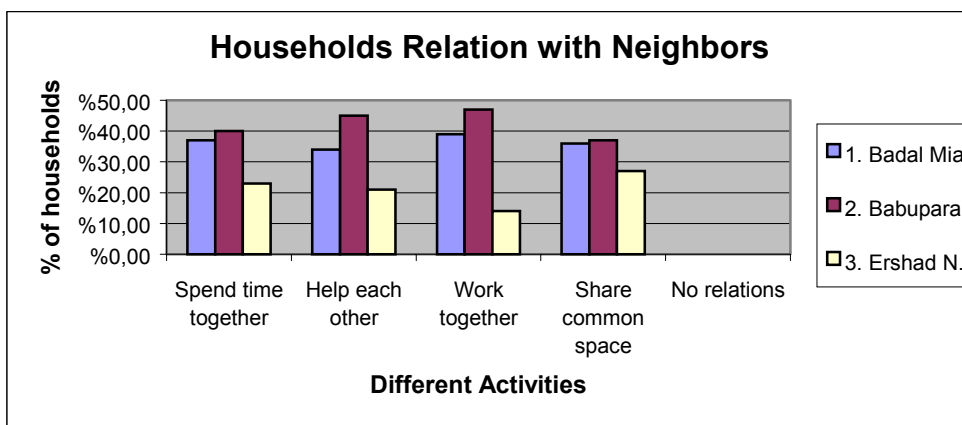 Households Relation with Neighbors
% of households
%50,00
%40,00
%30,00
%20,00
%10,00
%0,00
Spend time
together
Help each
other
Work
together
Share
common
space
No relations
Different Activities
1. Badal Mia
2. Babupara
3. Ershad N.